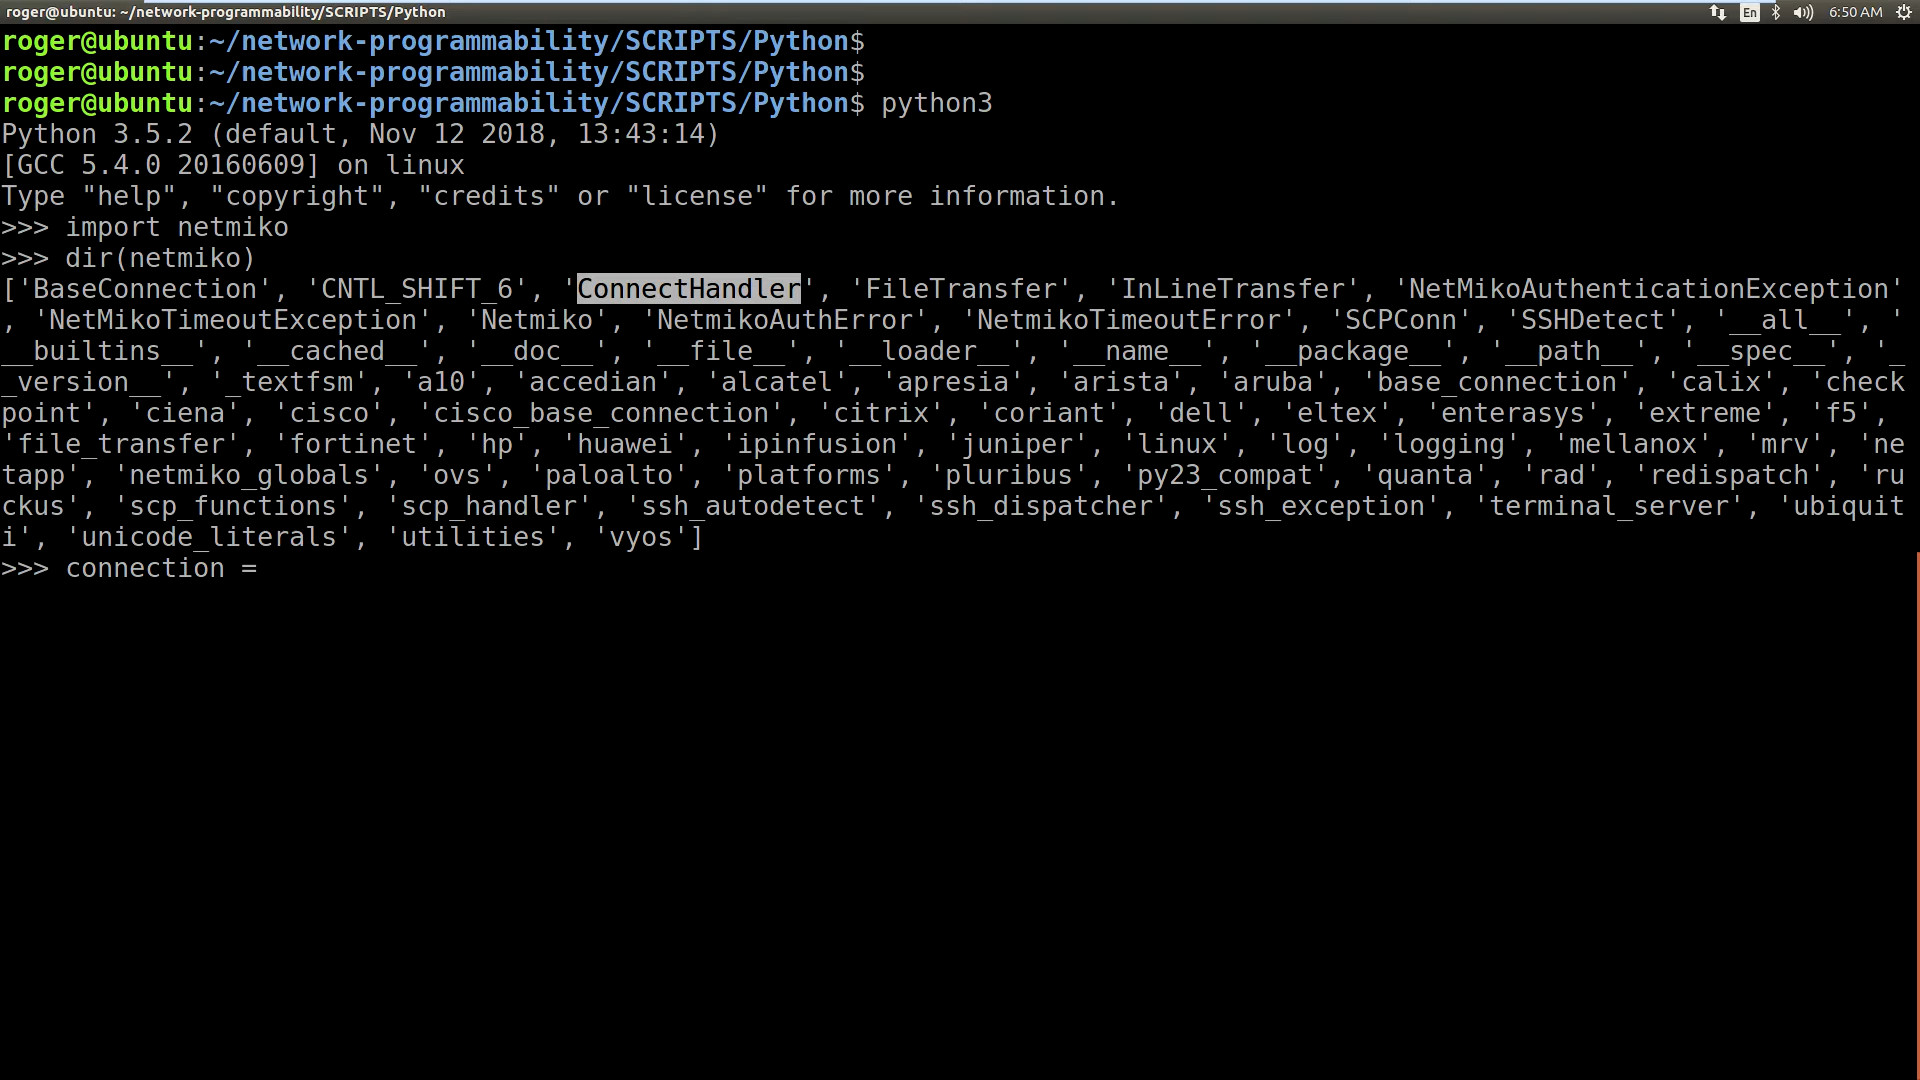 roger@ubuntu: ~/network-programmability/SCRIPTS/Python En 6:50 AM
roger@ubuntu:~/network-programmability/SCRIPTS/Python$
roger@ubuntu:~/network-programmability/SCRIPTS/Python$
roger@ubuntu:~/network-programmability/SCRIPTS/Python$ python3
Python 3.5.2 (default, Nov 12 2018, 13:43:14)
[GCC 5.4.0 20160609] on linux
Type "help", "copyright", "credits" or "license" for more information.
>>> import netmiko
>>> dir(netmiko)
['BaseConnection', 'CNTL_SHIFT_6', 'ConnectHandler', 'FileTransfer', 'InLineTransfer', 'NetMikoAuthenticationException'
, 'NetMikoTimeoutException', 'Netmiko', 'NetmikoAuthError', 'NetmikoTimeoutError', 'SCPConn', 'SSHDetect', '__all__', '
__builtins__', '__cached__', '__doc__', '__file__', '__loader__', '__name__', '__package__', '__path__', '__spec__', '_
_version__', '_textfsm', 'a10', 'accedian', 'alcatel', 'apresia', 'arista', 'aruba', 'base_connection', 'calix', 'check
point', 'ciena', 'cisco', 'cisco_base_connection', 'citrix', 'coriant', 'dell', 'eltex', 'enterasys', 'extreme', 'f5',
'file_transfer', 'fortinet', 'hp', 'huawei', 'ipinfusion', 'juniper', 'linux', 'log', 'logging', 'mellanox', 'mrv', 'ne
tapp', 'netmiko_globals', 'ovs', 'paloalto', 'platforms', 'pluribus', 'py23_compat', 'quanta', 'rad', 'redispatch', 'ru
ckus', 'scp_functions', 'scp_handler', 'ssh_autodetect', 'ssh_dispatcher', 'ssh_exception', 'terminal_server', 'ubiquit
i', 'unicode_literals', 'utilities', 'vyos']
>>> connection =